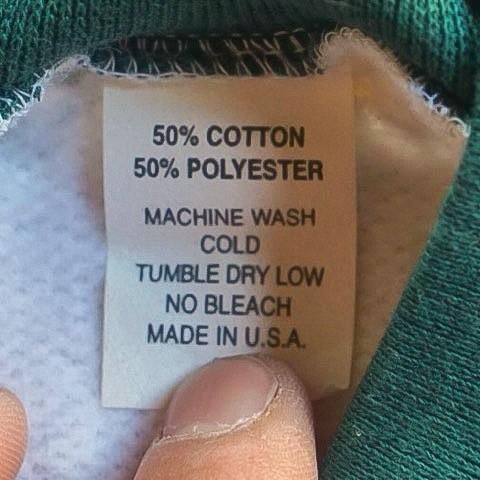 50% COTTON
50% POLYESTER
MACHINE WASH
COLD
TUMBLE DRY LOW
NO BLEACH
MADE IN U.S.A.